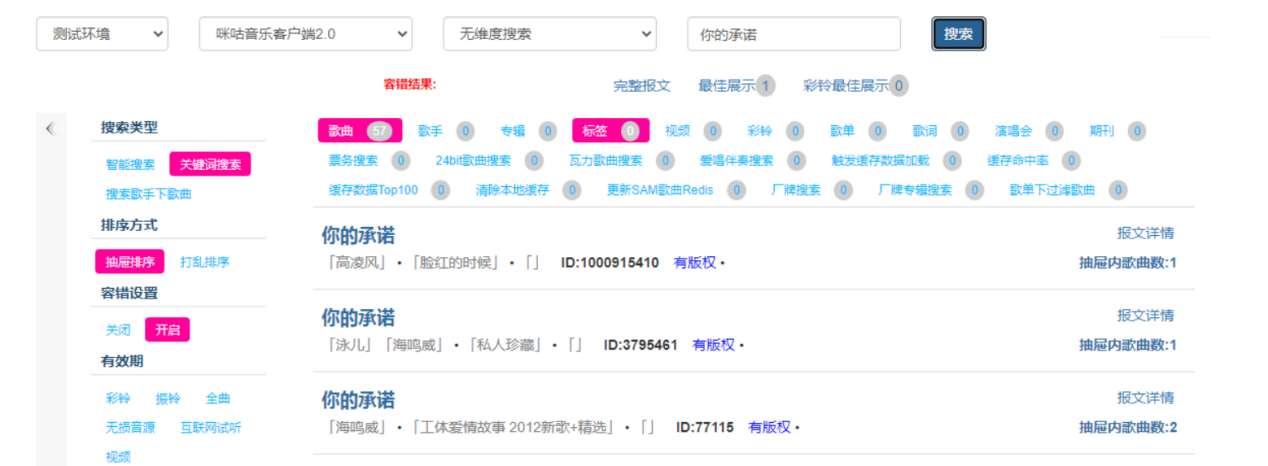 测试环境 咪咕音乐客户端2.0 无维度搜索 你的承诺 搜索
容错结果: 完整报文 最佳展示 1 彩铃最佳展示 0
搜索类型
智能搜索 关键词搜索
搜索歌手下歌曲
排序方式
抽屉排序 打乱排序
容错设置
关闭 开启
有效期
彩铃 振铃 全曲
无损音源 互联网试听
视频
歌曲 57 歌手 0 专辑 0 标签 0 视频 0 彩铃 0 歌单 0 歌词 0 演唱会 0 期刊 0
票务搜索 0 24bit歌曲搜索 0 瓦力歌曲搜索 0 爱唱伴奏搜索 0 触发缓存数据加载 0 缓存命中率 0
缓存数据Top100 0 清除本地缓存 0 更新SAM歌曲Redis 0 厂牌搜索 0 厂牌专辑搜索 0 歌单下过滤歌曲 0
你的承诺 报文详情
「高凌风」 • 「脸红的时候」 • 「」 ID:1000915410 有版权 • 抽屉内歌曲数:1
你的承诺 报文详情
「泳儿」「海鸣威」 • 「私人珍藏」 • 「」 ID:3795461 有版权 • 抽屉内歌曲数:1
你的承诺 报文详情
「海鸣威」 • 「工体爱情故事 2012新歌+精选」 • 「」 ID:77115 有版权 • 抽屉内歌曲数:2